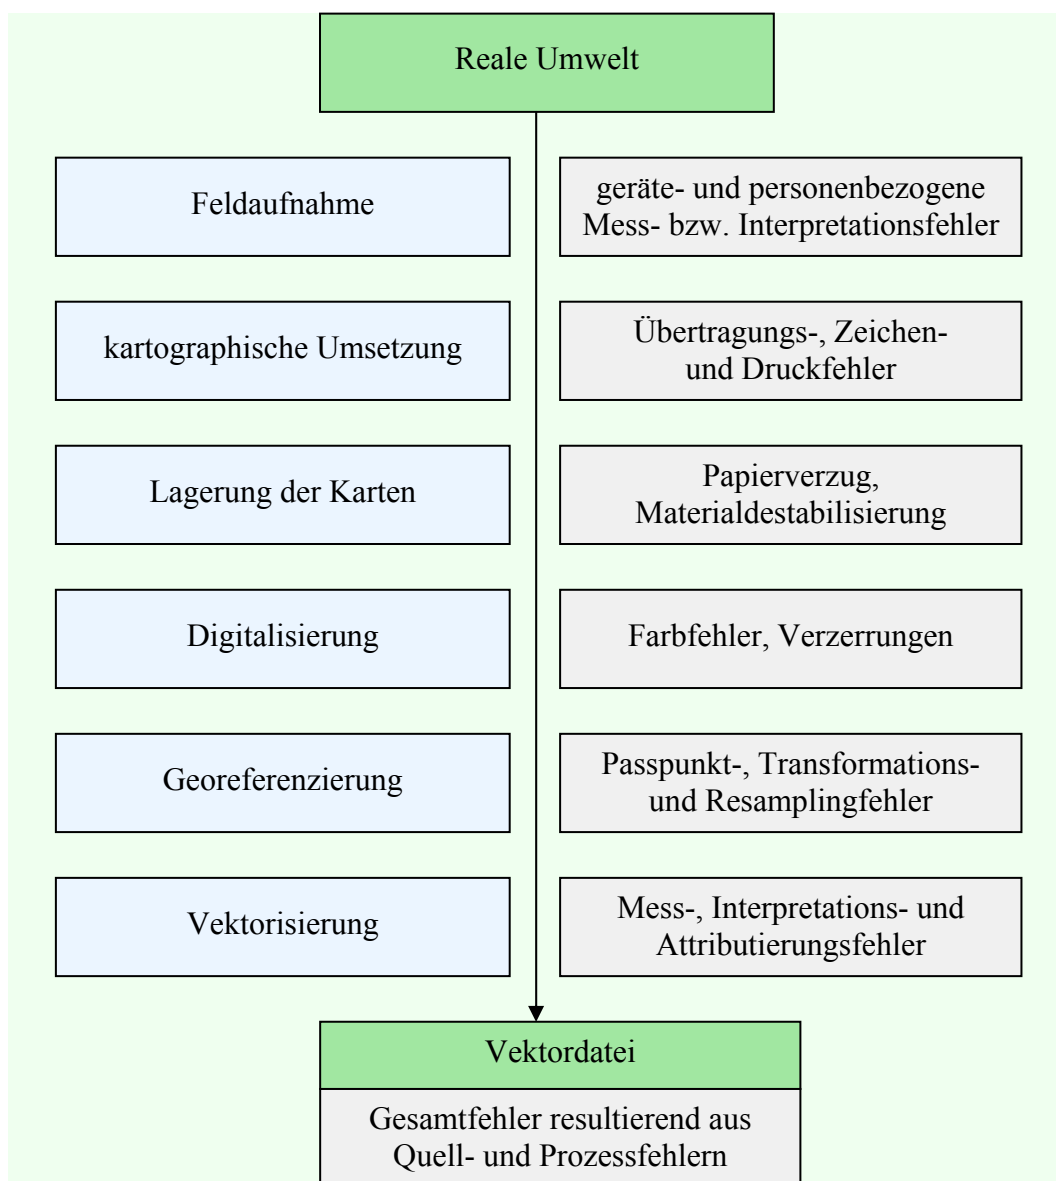 Reale Umwelt
Feldaufnahme
geräte- und personenbezogene
Mess- bzw. Interpretationsfehler
kartographische Umsetzung
Übertragungs-, Zeichen-
und Druckfehler
Lagerung der Karten
Papierverzug,
Materialdestabilisierung
Digitalisierung
Farbfehler, Verzerrungen
Georeferenzierung
Passpunkt-, Transformations-
und Resamplingfehler
Vektorisierung
Mess-, Interpretations- und
Attributierungsfehler
Vektordatei
Gesamtfehler resultierend aus
Quell- und Prozessfehlern